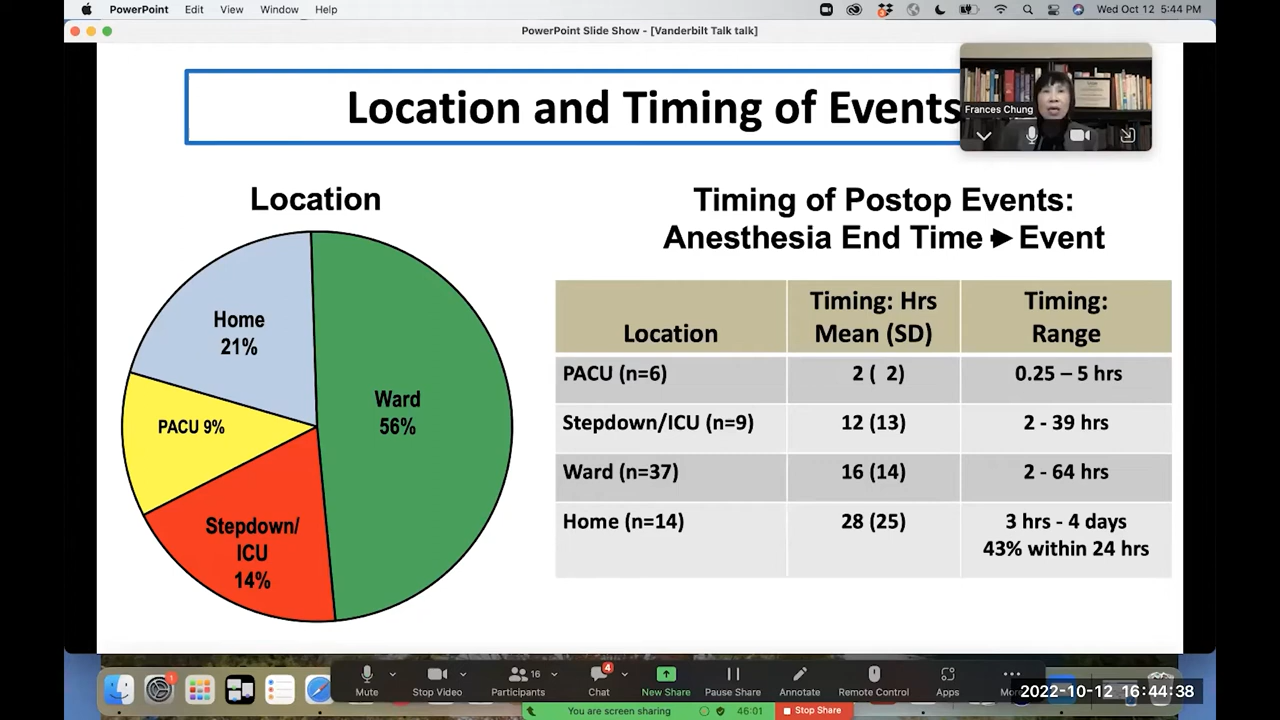 PowerPoint Edit View Window Help
Wed Oct 12 5:44 PM
PowerPoint Slide Show - [Vanderbilt Talk talk]
Location and Timing of Events
Frances Chung
Location
Home
21%
PACU 9%
Ward
56%
Stepdown/
ICU
14%
Timing of Postop Events:
Anesthesia End Time ► Event
Location Timing: Hrs Mean (SD) Timing: Range
PACU (n=6) 2 ( 2) 0.25 – 5 hrs
Stepdown/ICU (n=9) 12 (13) 2 - 39 hrs
Ward (n=37) 16 (14) 2 - 64 hrs
Home (n=14) 28 (25) 3 hrs - 4 days
43% within 24 hrs
1
16
4
Mute Stop Video Participants Chat New Share Pause Share Annotate Remote Control Apps
2022-10-12 16:44:38
You are screen sharing 46:01 Stop Share